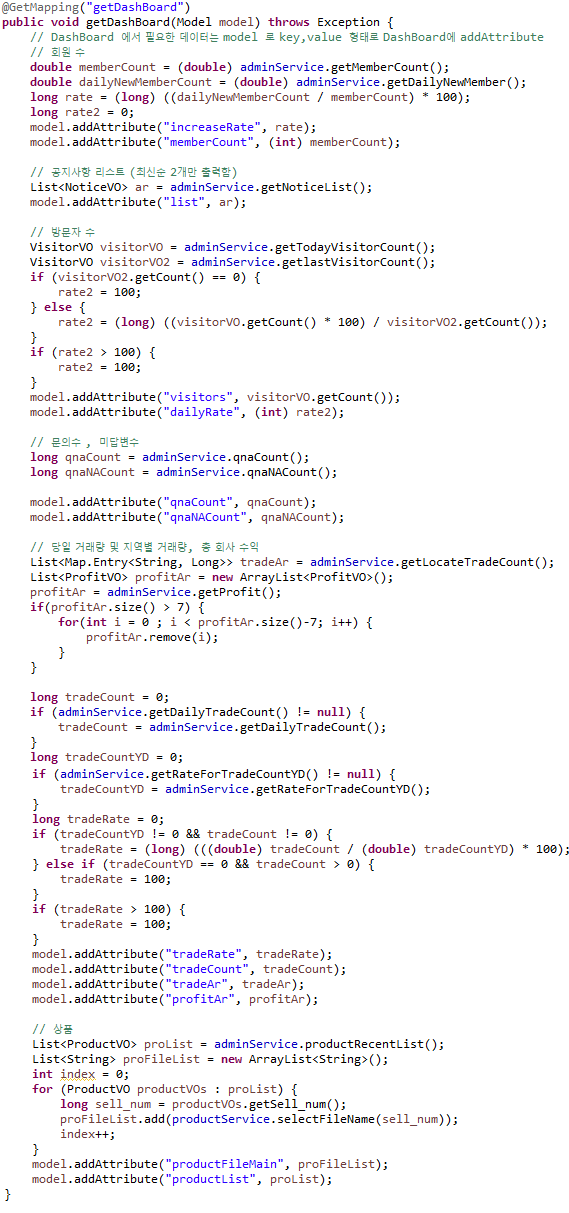 @GetMapping("getDashBoard")
public void getDashBoard(Model model) throws Exception {
// DashBoard 에서 필요한 데이터는 model 로 key,value 형태로 DashBoard에 addAttribute
// 회원 수
double memberCount = (double) adminService.getMemberCount();
double dailyNewMemberCount = (double) adminService.getDailyNewMember();
long rate = (long) ((dailyNewMemberCount / memberCount) * 100);
long rate2 = 0;
model.addAttribute("increaseRate", rate);
model.addAttribute("memberCount", (int) memberCount);
// 공지사항 리스트 (최신순 2개만 출력함)
List<NoticeVO> ar = adminService.getNoticeList();
model.addAttribute("list", ar);
// 방문자 수
VisitorVO visitorVO = adminService.getTodayVisitorCount();
VisitorVO visitorVO2 = adminService.getlastVisitorCount();
if (visitorVO2.getCount() == 0) {
rate2 = 100;
} else {
rate2 = (long) ((visitorVO.getCount() * 100) / visitorVO2.getCount());
}
if (rate2 > 100) {
rate2 = 100;
}
model.addAttribute("visitors", visitorVO.getCount());
model.addAttribute("dailyRate", (int) rate2);
// 문의수 , 미답변수
long qnaCount = adminService.qnaCount();
long qnaNACount = adminService.qnaNACount();
model.addAttribute("qnaCount", qnaCount);
model.addAttribute("qnaNACount", qnaNACount);
// 당일 거래량 및 지역별 거래량, 총 회사 수익
List<Map.Entry<String, Long>> tradeAr = adminService.getLocateTradeCount();
List<ProfitVO> profitAr = new ArrayList<ProfitVO>();
profitAr = adminService.getProfit();
if(profitAr.size() > 7) {
for(int i = 0 ; i < profitAr.size()-7; i++) {
profitAr.remove(i);
}
}
long tradeCount = 0;
if (adminService.getDailyTradeCount() != null) {
tradeCount = adminService.getDailyTradeCount();
}
long tradeCountYD = 0;
if (adminService.getRateForTradeCountYD() != null) {
tradeCountYD = adminService.getRateForTradeCountYD();
}
long tradeRate = 0;
if (tradeCountYD != 0 && tradeCount != 0) {
tradeRate = (long) (((double) tradeCount / (double) tradeCountYD) * 100);
} else if (tradeCountYD == 0 && tradeCount > 0) {
tradeRate = 100;
}
if (tradeRate > 100) {
tradeRate = 100;
}
model.addAttribute("tradeRate", tradeRate);
model.addAttribute("tradeCount", tradeCount);
model.addAttribute("tradeAr", tradeAr);
model.addAttribute("profitAr", profitAr);
// 상품
List<ProductVO> proList = adminService.productRecentList();
List<String> proFileList = new ArrayList<String>();
int index = 0;
for (ProductVO productVOs : proList) {
long sell_num = productVOs.getSell_num();
proFileList.add(productService.selectFileName(sell_num));
index++;
}
model.addAttribute("productFileMain", proFileList);
model.addAttribute("productList", proList);
}